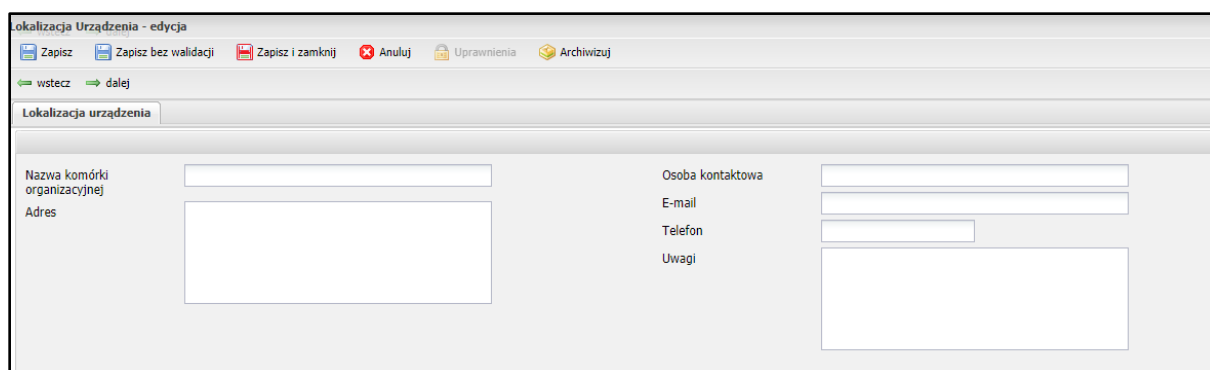 Lokalizacja Urządzenia - edycja
Zapisz Zapisz bez walidacji Zapisz i zamknij Anuluj Uprawnienia Archiwizuj
wstecz dalej
Lokalizacja urządzenia
Nazwa komórki
organizacyjnej
Adres
Osoba kontaktowa
E-mail
Telefon
Uwagi